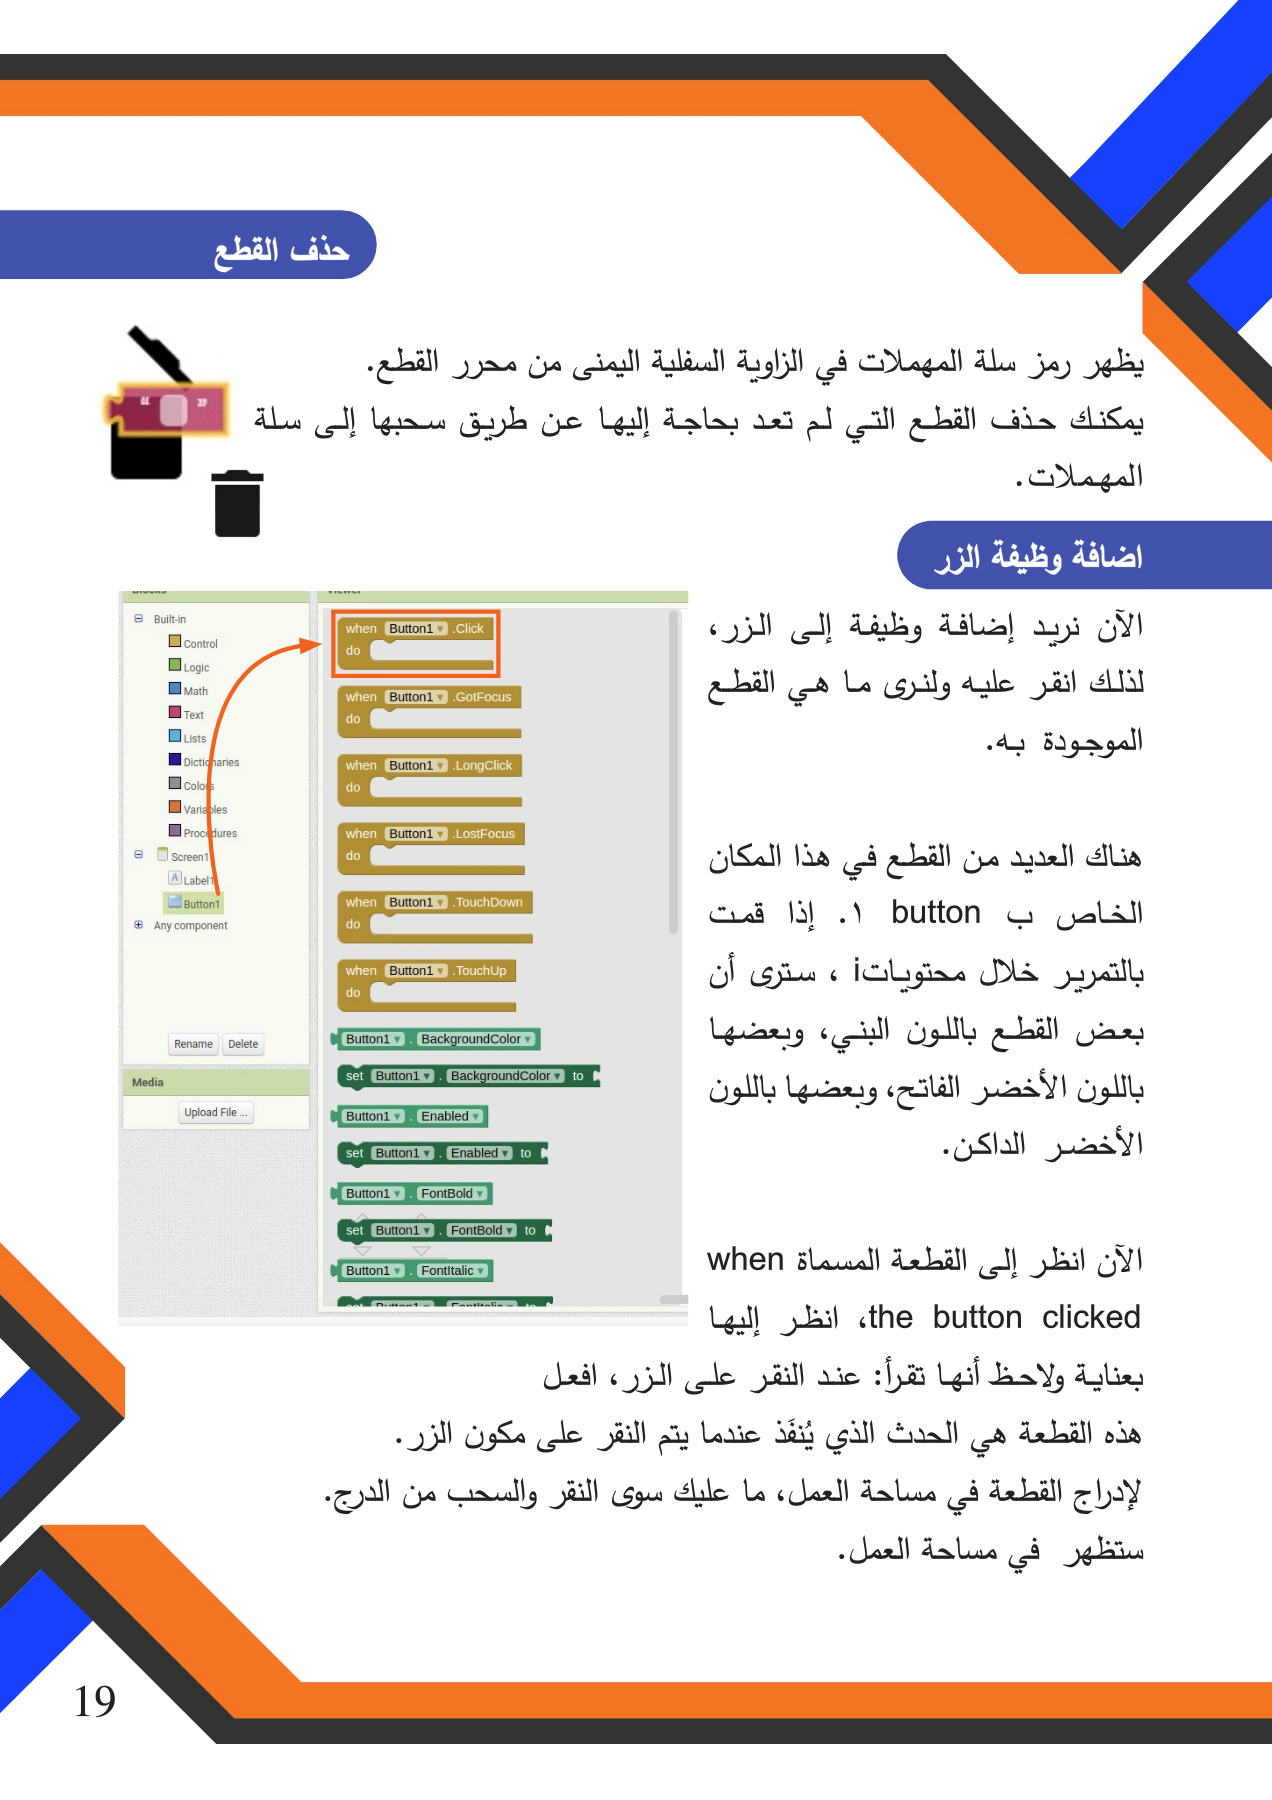 حذف القطع
يظهر رمز سلة المهملات في الزاوية السفلية اليمنى من محرر القطع.
يمكنك حذف القطع التي لم تعد بحاجة إليها عن طريق سحبها إلى سلة
المهملات.
اضافة وظيفة الزر
الآن نريد إضافة وظيفة إلى الزر،
لذلك انقر عليه ولنرى ما هي القطع
الموجودة به.
هناك العديد من القطع في هذا المكان
الخاص ب button ١. إذا قمت
بالتمرير خلال محتوياتi ، سترى أن
بعض القطع باللون البني، وبعضها
باللون الأخضر الفاتح، وبعضها باللون
الأخضر الداكن.
الآن انظر إلى القطعة المسماة when
the button clicked، انظر إليها
بعناية ولاحظ أنها تقرأ: عند النقر على الزر، افعل
هذه القطعة هي الحدث الذي يُنفَذ عندما يتم النقر على مكون الزر.
لإدراج القطعة في مساحة العمل، ما عليك سوى النقر والسحب من الدرج.
ستظهر في مساحة العمل.
Blocks
Built-in
Control
Logic
Math
Text
Lists
Dictionaries
Colors
Variables
Procedures
Screen1
Label1
Button1
Any component
Rename Delete
Media
Upload File ...
Viewer
when Button1 .Click
do
when Button1 .GotFocus
do
when Button1 .LongClick
do
when Button1 .LostFocus
do
when Button1 .TouchDown
do
when Button1 .TouchUp
do
Button1 . BackgroundColor
set Button1 . BackgroundColor to
Button1 . Enabled
set Button1 . Enabled to
Button1 . FontBold
set Button1 . FontBold to
Button1 . FontItalic
set Button1 . FontItalic to
19